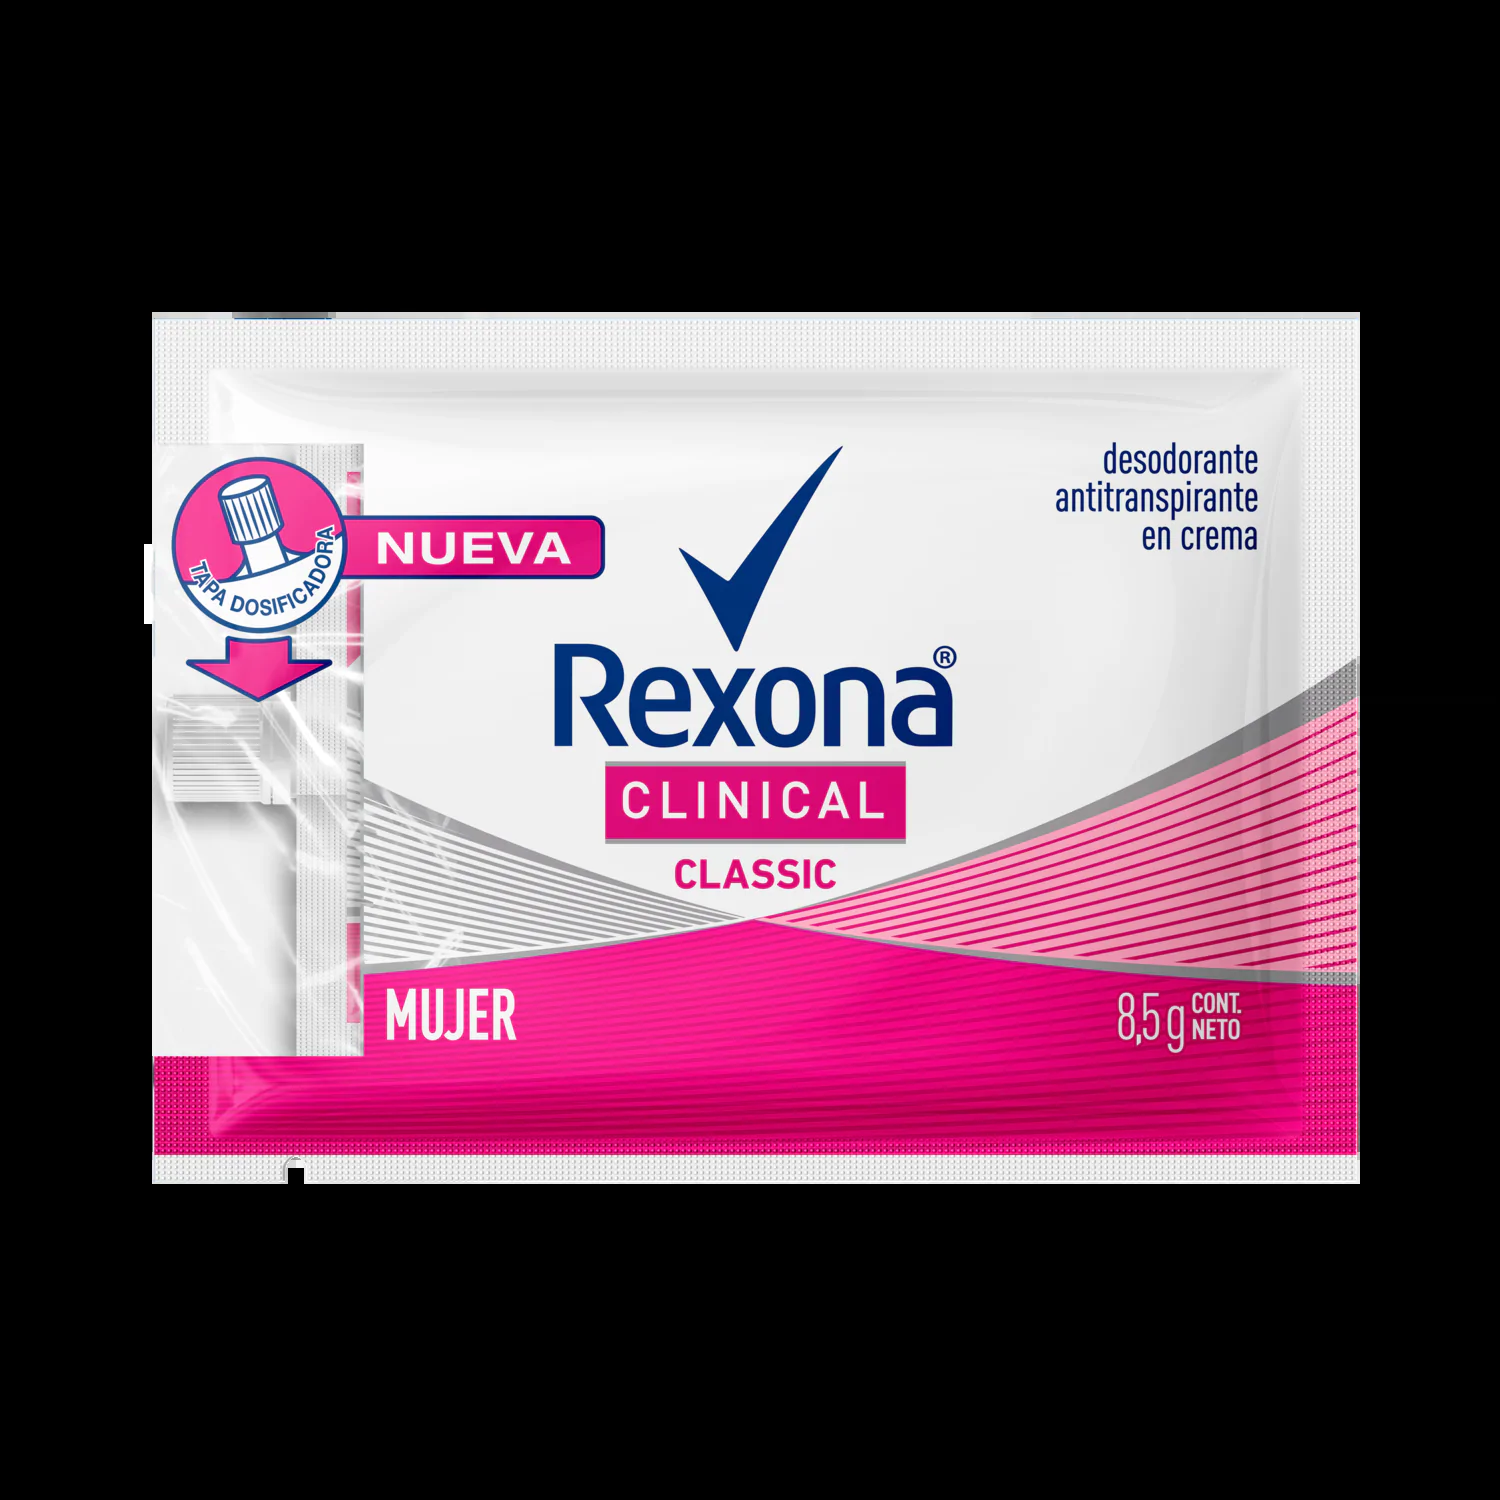 NUEVA
TAPA DOSIFICADORA
desodorante
antitranspirante
en crema
Rexona®
CLINICAL
CLASSIC
MUJER
8,5 g CONT.
NETO